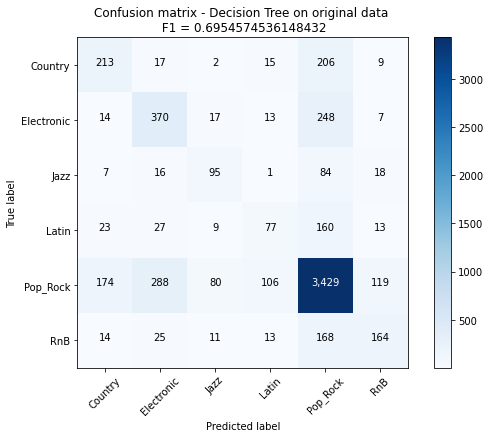 Confusion matrix - Decision Tree on original data
F1 = 0.6954574536148432
Country 213 17 2 15 206 9
Electronic 14 370 17 13 248 7
Jazz 7 16 95 1 84 18
Latin 23 27 9 77 160 13
Pop_Rock 174 288 80 106 3,429 119
RnB 14 25 11 13 168 164
Country Electronic Jazz Latin Pop_Rock RnB
True label
Predicted label
3000
2500
2000
1500
1000
500